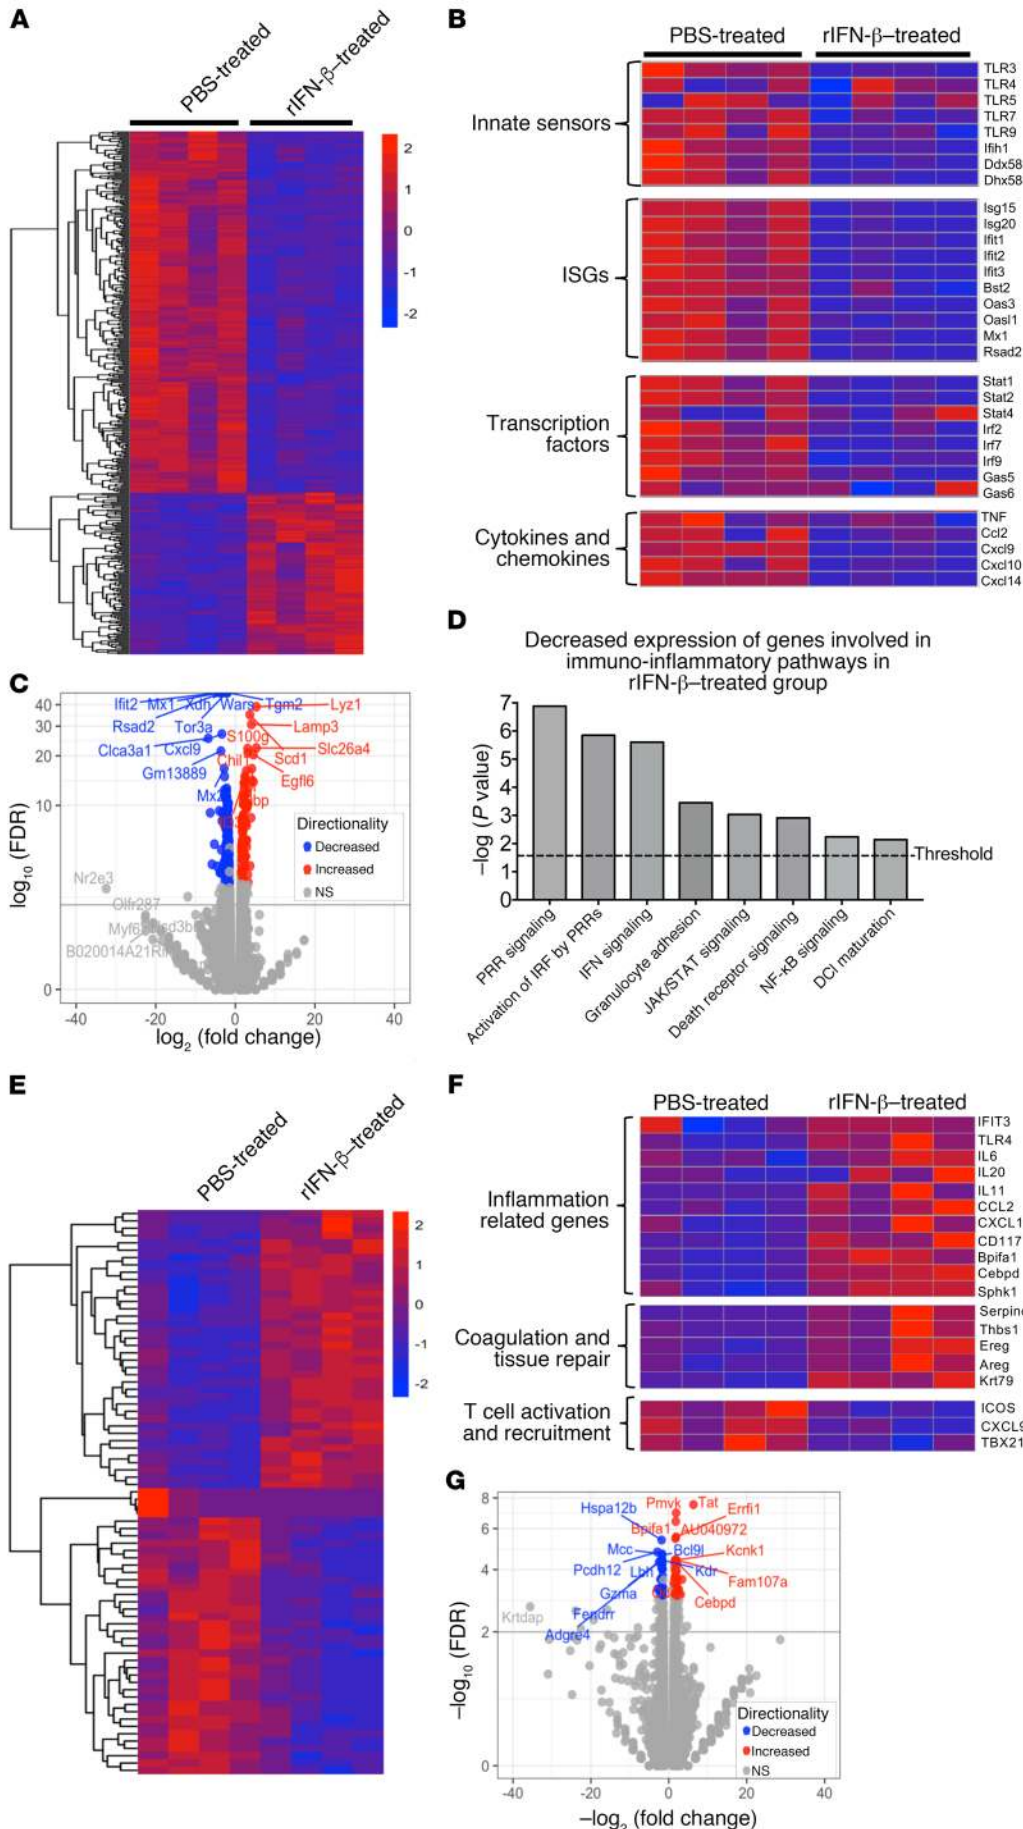 A
PBS-treated
rIFN-β–treated
2
1
0
-1
-2
B
PBS-treated
rIFN-β–treated
Innate sensors
TLR3
TLR4
TLR5
TLR7
TLR9
Ifih1
Ddx58
Dhx58
ISGs
Isg15
Isg20
Ifit1
Ifit2
Ifit3
Bst2
Oas3
Oasl1
Mx1
Rsad2
Transcription
factors
Stat1
Stat2
Stat4
Irf2
Irf7
Irf9
Gas5
Gas6
Cytokines and
chemokines
TNF
Ccl2
Cxcl9
Cxcl10
Cxcl14
C
log10 (FDR)
40
30
20
10
0
Ifit2 Mx1 Xdh Wars Tgm2 Lyz1
Rsad2 Tor3a Lamp3
S100g
Clca3a1 Cxcl9 Scd1 Slc26a4
Gm13889 Chil1 Egfl6
Mx2
Directionality
Decreased
Increased
NS
Nr2e3
Olfr287
B020014A21Rik
-40 -20 0 20 40
log2 (fold change)
D
Decreased expression of genes involved in
immuno-inflammatory pathways in
rIFN-β–treated group
–log (P value)
7
6
5
4
3
2
1
0
Threshold
PRR signaling
Activation of IRF by PRRs
IFN signaling
Granulocyte adhesion
JAK/STAT signaling
Death receptor signaling
NF-κB signaling
DCI maturation
E
PBS-treated
rIFN-β–treated
2
1
0
-1
-2
F
PBS-treated
rIFN-β–treated
Inflammation
related genes
IFIT3
TLR4
IL6
IL20
IL11
CCL2
CXCL1
CD117
Bpifa1
Cebpd
Sphk1
Coagulation and
tissue repair
Serpine
Thbs1
Ereg
Areg
Krt79
T cell activation
and recruitment
ICOS
CXCL9
TBX21
G
–log10 (FDR)
8
6
4
2
0
Hspa12b Pmvk Tat Errfi1
Bpifa1 AU040972
Mcc Bcl9l Kcnk1
Pcdh12 Lbh Kdr
Fam107a
Gzma Cebpd
Krtdap Fendrr
Adgre4
Directionality
Decreased
Increased
NS
-40 -20 0 20 40
–log2 (fold change)